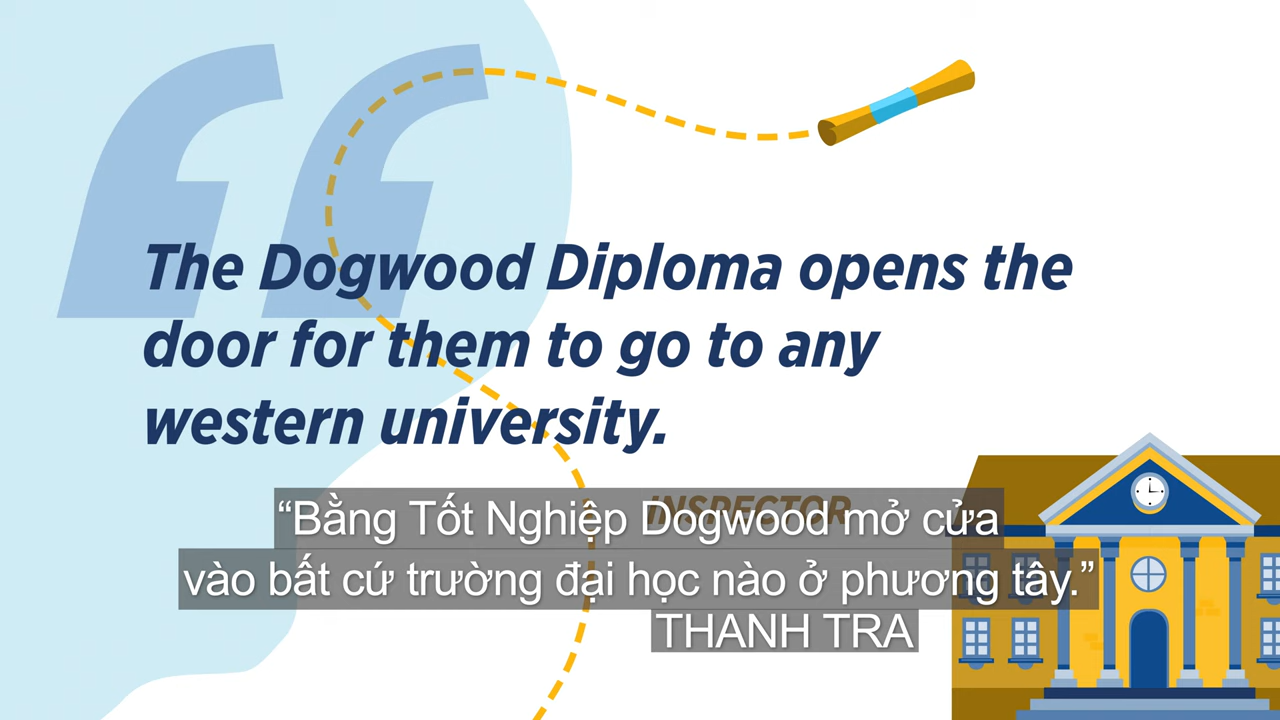 The Dogwood Diploma opens the
door for them to go to any
western university.
INSPECTOR
“Bằng Tốt Nghiệp Dogwood mở cửa
vào bất cứ trường đại học nào ở phương tây.”
THANH TRA